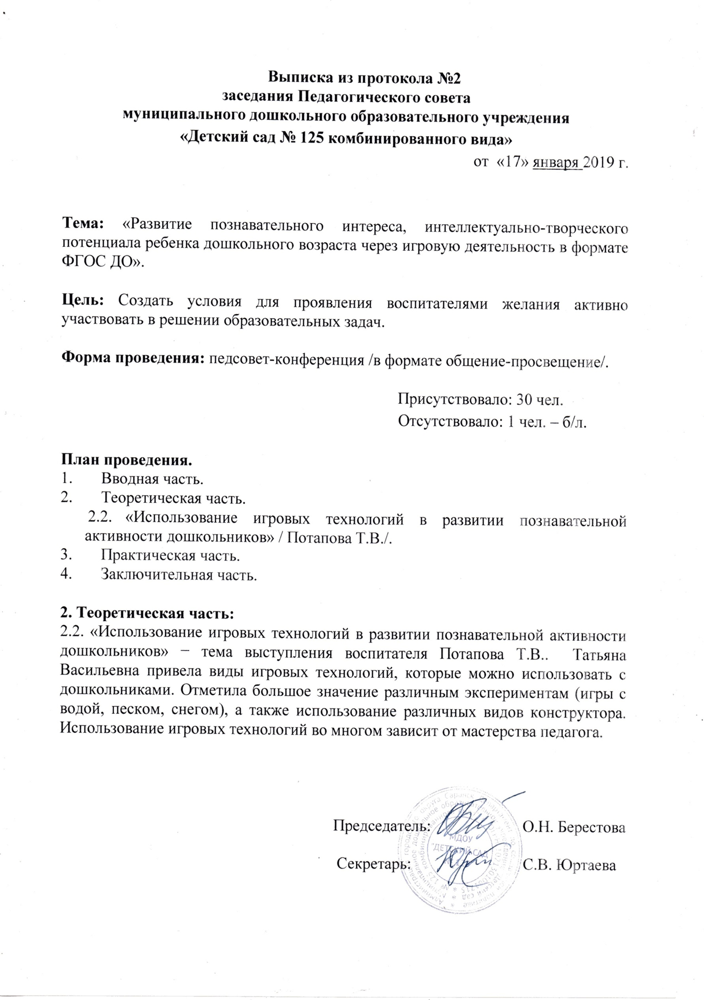 Выписка из протокола №2
заседания Педагогического совета
муниципального дошкольного образовательного учреждения
«Детский сад № 125 комбинированного вида»
от «17» января 2019 г.
Тема: «Развитие познавательного интереса, интеллектуально-творческого
потенциала ребенка дошкольного возраста через игровую деятельность в формате
ФГОС ДО».
Цель: Создать условия для проявления воспитателями желания активно
участвовать в решении образовательных задач.
Форма проведения: педсовет-конференция /в формате общение-просвещение/.
Присутствовало: 30 чел.
Отсутствовало: 1 чел. – б/л.
План проведения.
1. Вводная часть.
2. Теоретическая часть.
2.2. «Использование игровых технологий в развитии познавательной
активности дошкольников» / Потапова Т.В./.
3. Практическая часть.
4. Заключительная часть.
2. Теоретическая часть:
2.2. «Использование игровых технологий в развитии познавательной активности
дошкольников» − тема выступления воспитателя Потапова Т.В.. Татьяна
Васильевна привела виды игровых технологий, которые можно использовать с
дошкольниками. Отметила большое значение различным экспериментам (игры с
водой, песком, снегом), а также использование различных видов конструктора.
Использование игровых технологий во многом зависит от мастерства педагога.
Председатель: О.Н. Берестова
МДОУ
"ДЕТСКИЙ САД
Секретарь: С.В. Юртаева